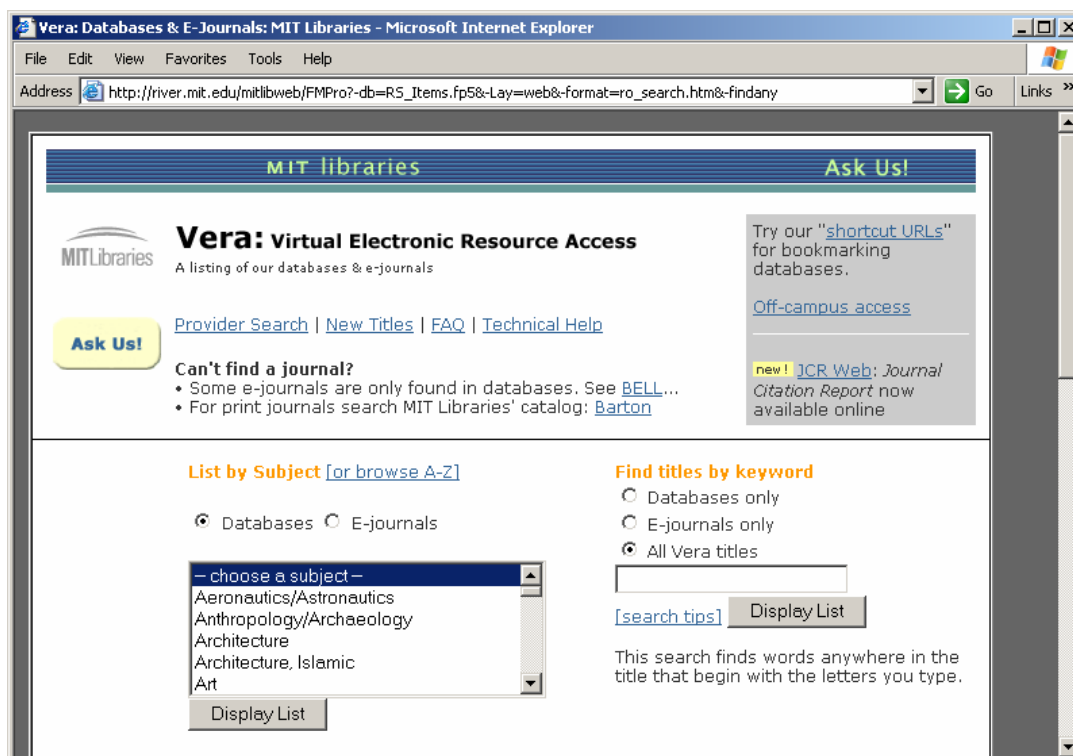 Vera: Databases & E-Journals: MIT Libraries - Microsoft Internet Explorer
File Edit View Favorites Tools Help
Address http://river.mit.edu/mitlibweb/FMPro?-db=RS_Items.fp5&-Lay=web&-format=ro_search.htm&-findany Go Links »
MIT libraries Ask Us!
MITLibraries
Vera: Virtual Electronic Resource Access
A listing of our databases & e-journals
Try our "shortcut URLs"
for bookmarking
databases.
Off-campus access
new! JCR Web: Journal
Citation Report now
available online
Ask Us!
Provider Search | New Titles | FAQ | Technical Help
Can't find a journal?
• Some e-journals are only found in databases. See BELL...
• For print journals search MIT Libraries' catalog: Barton
List by Subject [or browse A-Z]
Databases E-journals
– choose a subject –
Aeronautics/Astronautics
Anthropology/Archaeology
Architecture
Architecture, Islamic
Art
Display List
Find titles by keyword
Databases only
E-journals only
All Vera titles
[search tips] Display List
This search finds words anywhere in the
title that begin with the letters you type.